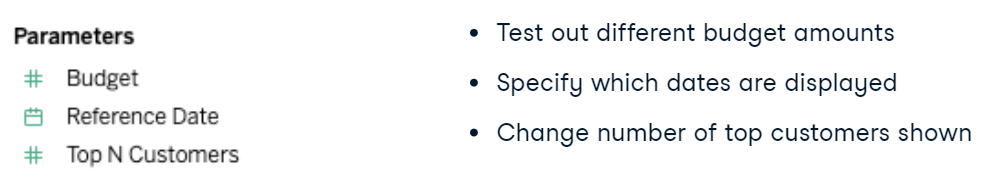 Parameters
Budget
Reference Date
Top N Customers
• Test out different budget amounts
• Specify which dates are displayed
• Change number of top customers shown